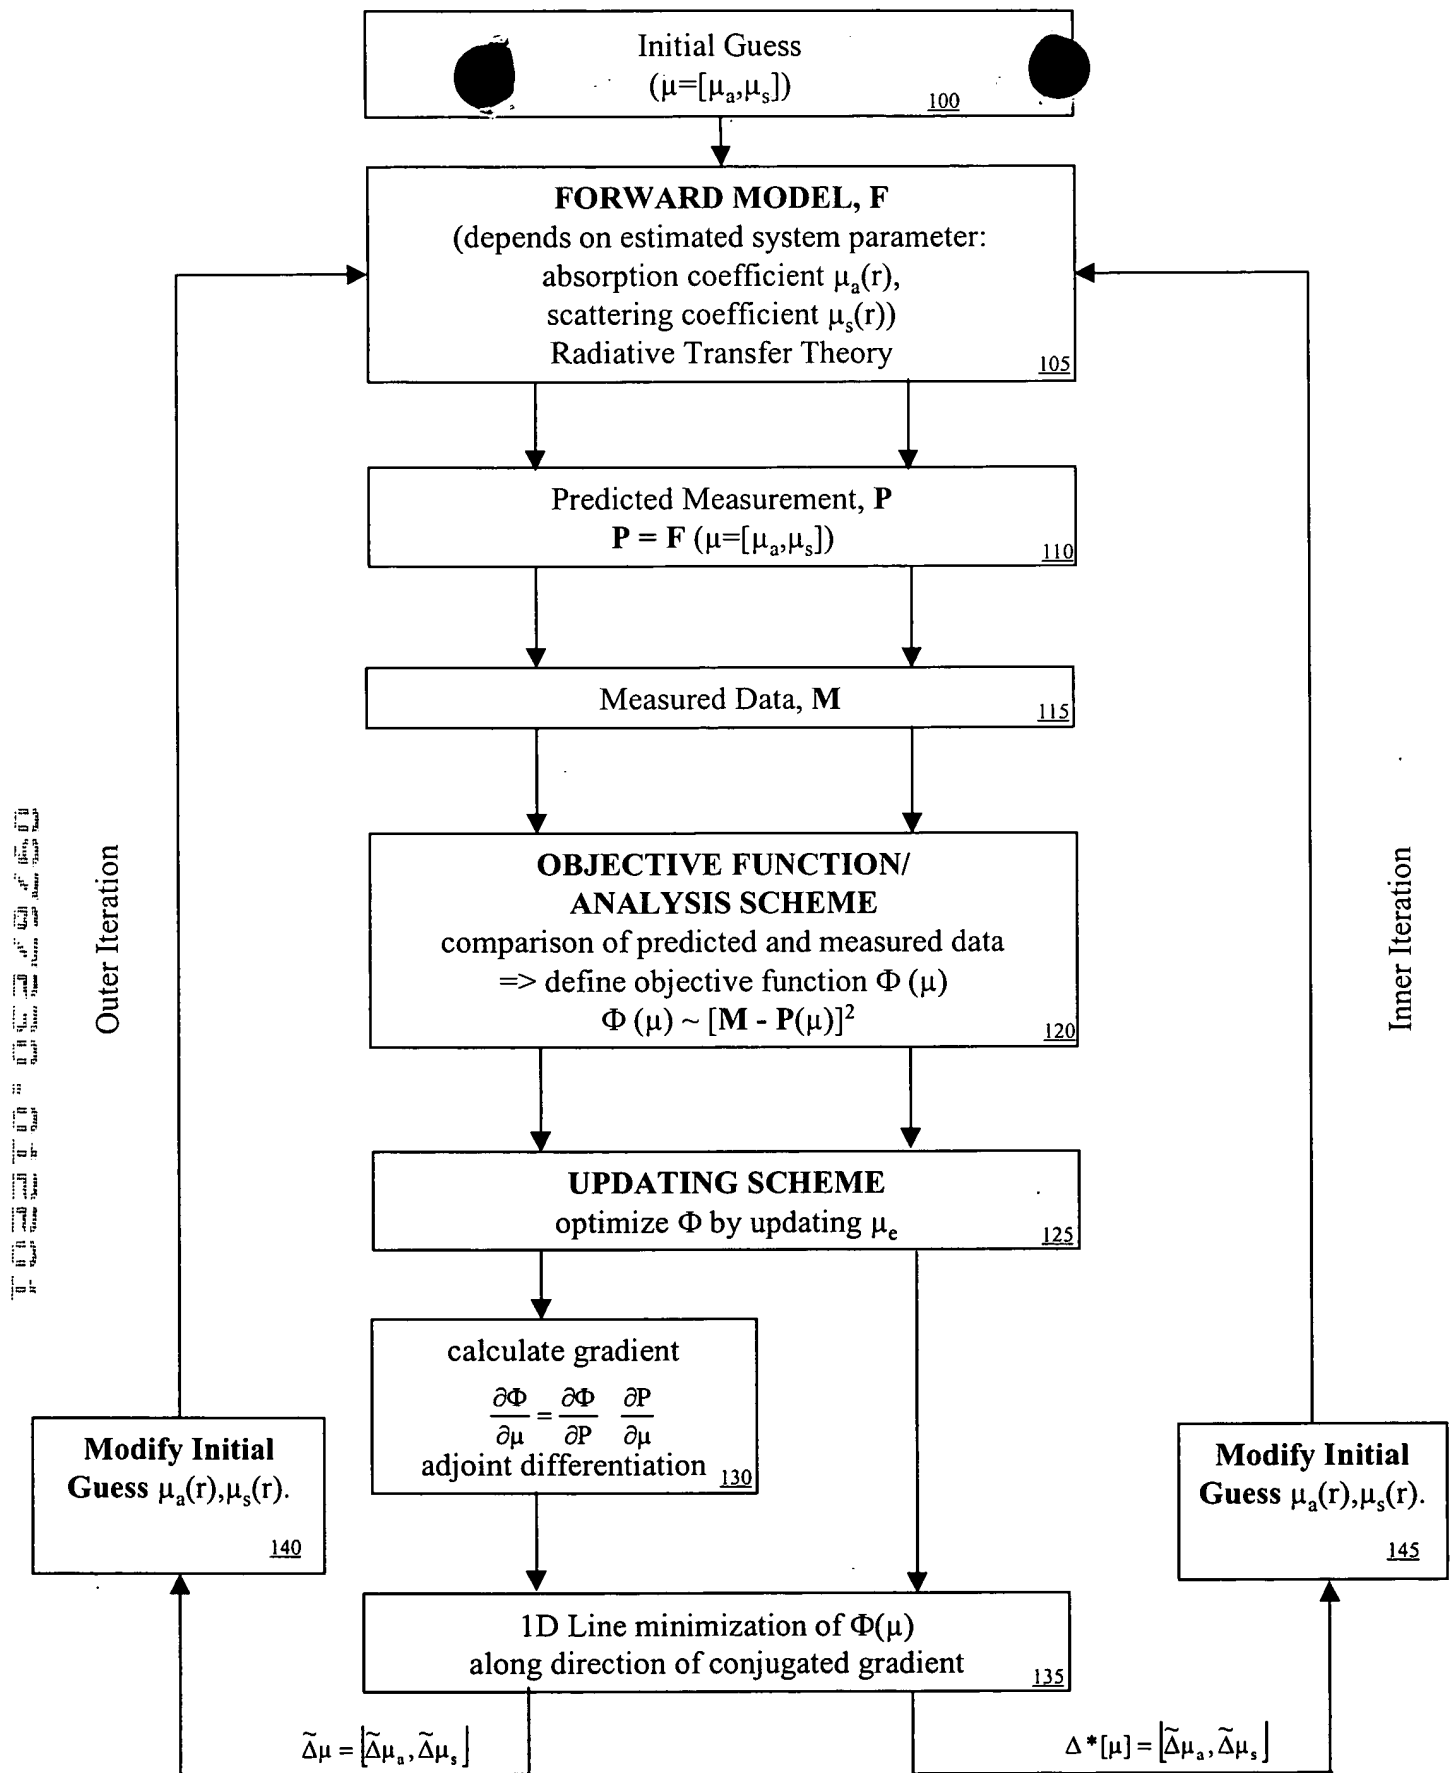 Initial Guess
(μ=[μₐ,μₛ])
100
FORWARD MODEL, F
(depends on estimated system parameter:
absorption coefficient μₐ(r),
scattering coefficient μₛ(r))
Radiative Transfer Theory
105
Predicted Measurement, P
P = F (μ=[μₐ,μₛ])
110
Measured Data, M
115
OBJECTIVE FUNCTION/
ANALYSIS SCHEME
comparison of predicted and measured data
=> define objective function Φ (μ)
Φ (μ) ~ [M - P(μ)]²
120
UPDATING SCHEME
optimize Φ by updating μₑ
125
calculate gradient
∂Φ/∂μ = ∂Φ/∂P ∂P/∂μ
adjoint differentiation
130
1D Line minimization of Φ(μ)
along direction of conjugated gradient
135
Outer Iteration
Modify Initial
Guess μₐ(r),μₛ(r).
140
Δ̃μ = ⌊Δ̃μₐ, Δ̃μₛ⌋
Inner Iteration
Modify Initial
Guess μₐ(r),μₛ(r).
145
Δ*[μ] = ⌊Δ̃μₐ, Δ̃μₛ⌋